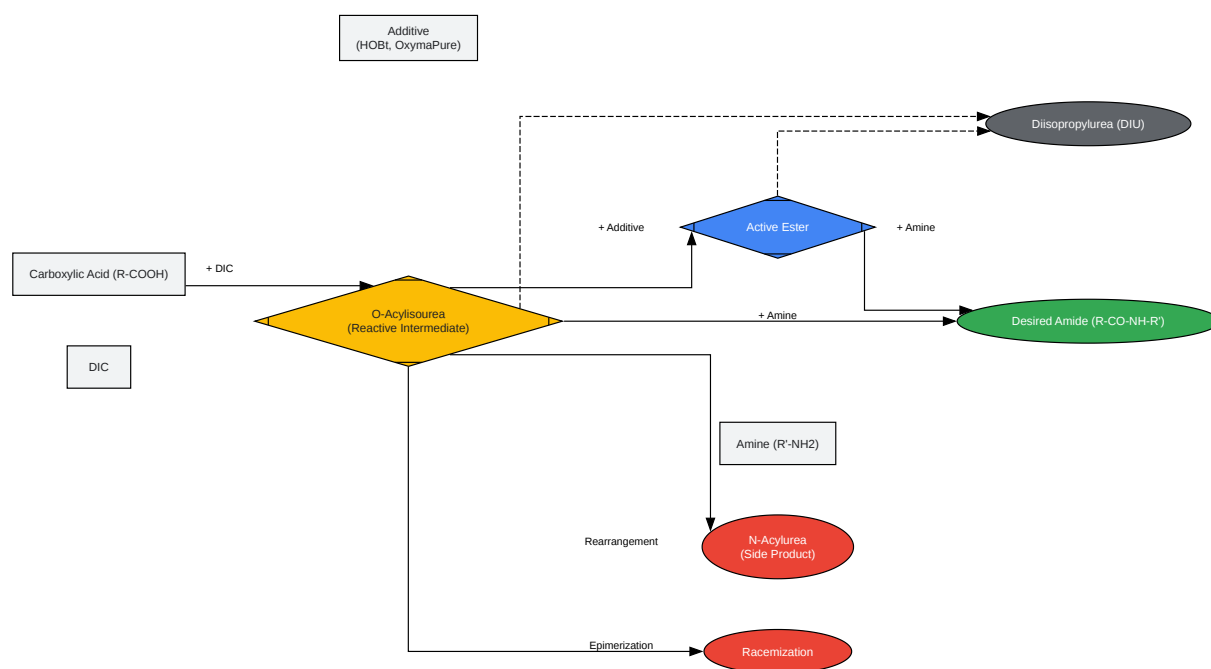 Additive
(HOBt, OxymaPure)
Diisopropylurea (DIU)
+ Additive
Active Ester
+ Amine
Carboxylic Acid (R-COOH)
+ DIC
O-Acylisourea
(Reactive Intermediate)
+ Amine
Desired Amide (R-CO-NH-R')
DIC
Amine (R'-NH2)
Rearrangement
N-Acylurea
(Side Product)
Epimerization
Racemization